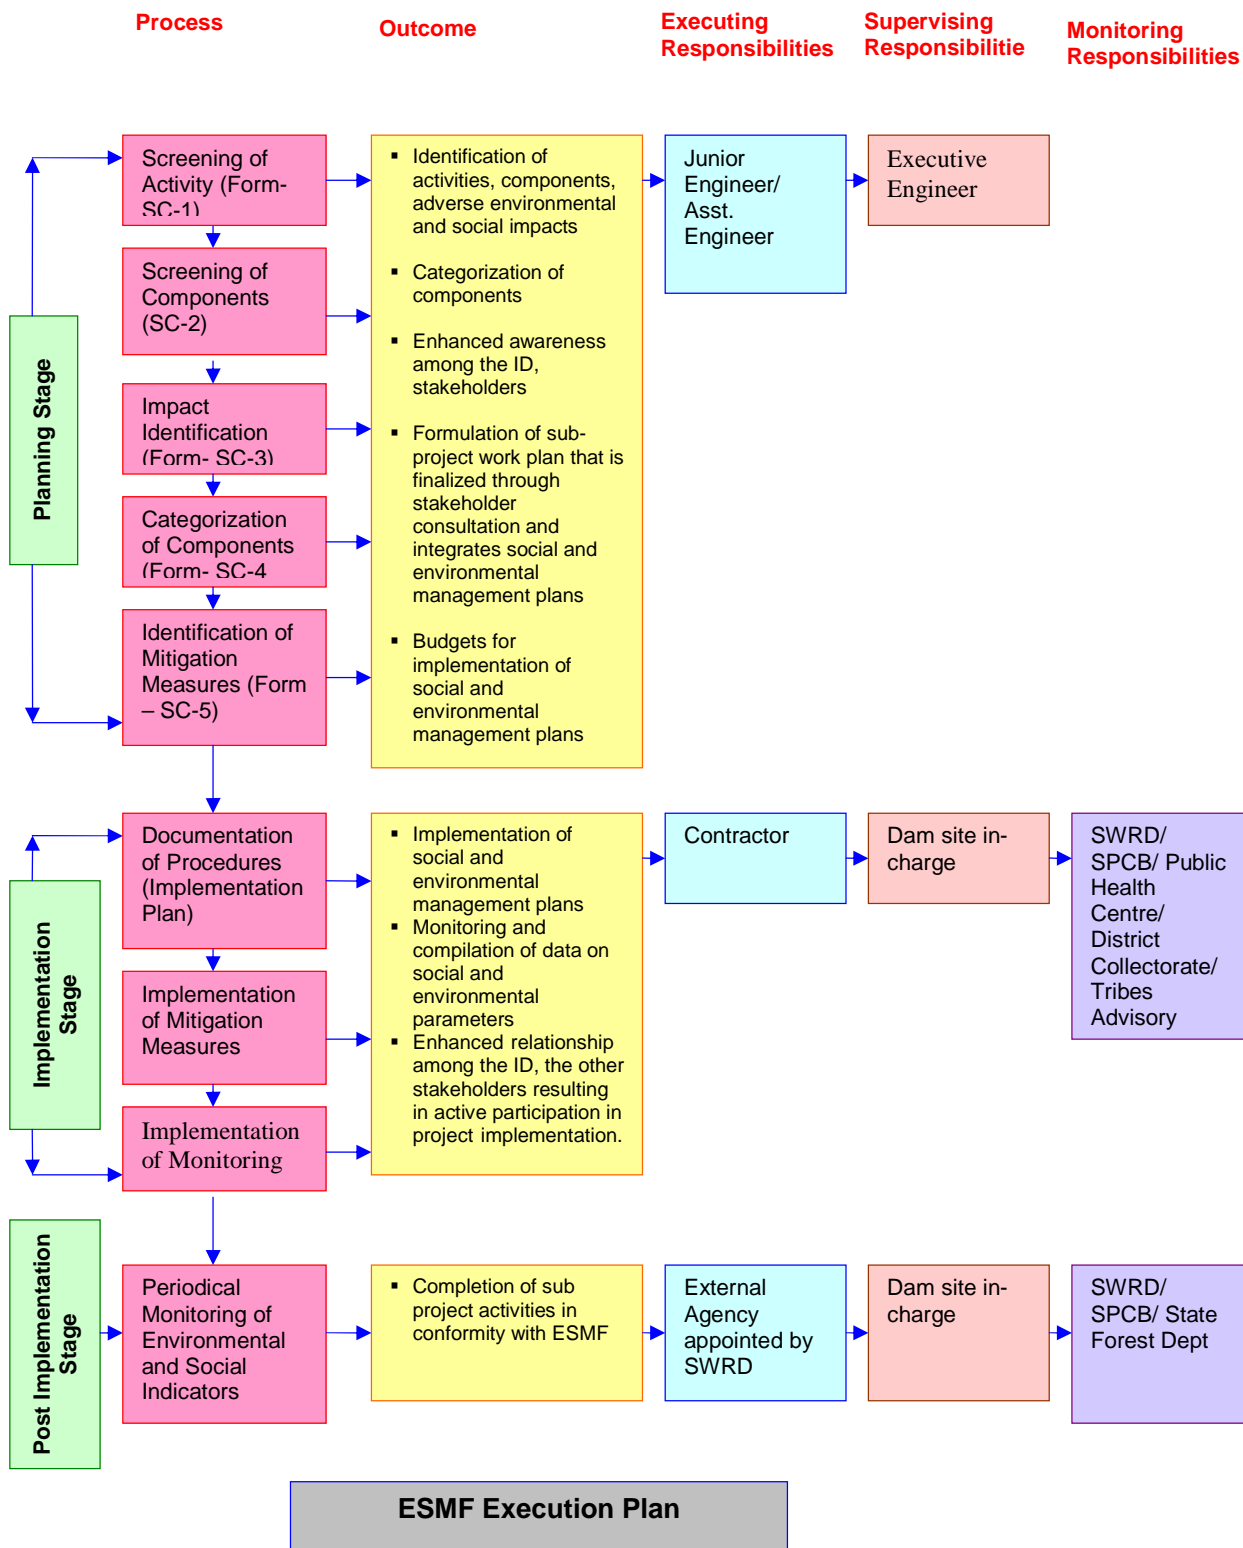 Process
Outcome
Executing
Responsibilities
Supervising
Responsibilitie
Monitoring
Responsibilities
Planning Stage
Screening of
Activity (Form-
SC-1)
Screening of
Components
(SC-2)
Impact
Identification
(Form- SC-3)
Categorization
of Components
(Form- SC-4
Identification of
Mitigation
Measures (Form
– SC-5)
▪ Identification of
activities, components,
adverse environmental
and social impacts
▪ Categorization of
components
▪ Enhanced awareness
among the ID,
stakeholders
▪ Formulation of sub-
project work plan that is
finalized through
stakeholder
consultation and
integrates social and
environmental
management plans
▪ Budgets for
implementation of
social and
environmental
management plans
Junior
Engineer/
Asst.
Engineer
Executive
Engineer
Implementation
Stage
Documentation
of Procedures
(Implementation
Plan)
Implementation
of Mitigation
Measures
Implementation
of Monitoring
▪ Implementation of
social and
environmental
management plans
▪ Monitoring and
compilation of data on
social and
environmental
parameters
▪ Enhanced relationship
among the ID, the other
stakeholders resulting
in active participation in
project implementation.
Contractor
Dam site in-
charge
SWRD/
SPCB/ Public
Health
Centre/
District
Collectorate/
Tribes
Advisory
Post Implementation
Stage
Periodical
Monitoring of
Environmental
and Social
Indicators
▪ Completion of sub
project activities in
conformity with ESMF
External
Agency
appointed by
SWRD
Dam site in-
charge
SWRD/
SPCB/ State
Forest Dept
ESMF Execution Plan